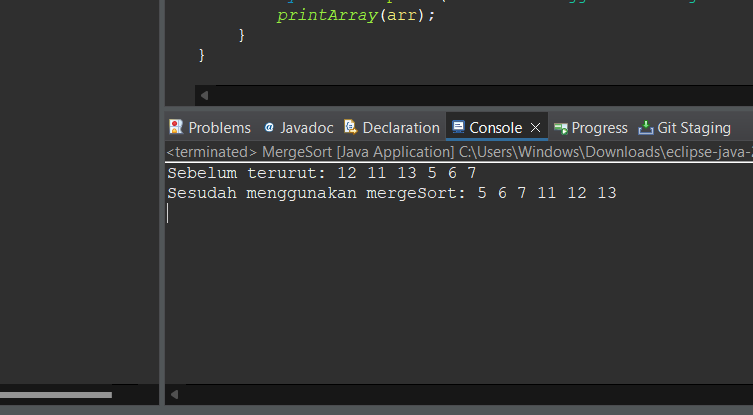 printArray(arr);
}
}
Problems Javadoc Declaration Console Progress Git Staging
<terminated> MergeSort [Java Application] C:\Users\Windows\Downloads\eclipse-java-
Sebelum terurut: 12 11 13 5 6 7
Sesudah menggunakan mergeSort: 5 6 7 11 12 13